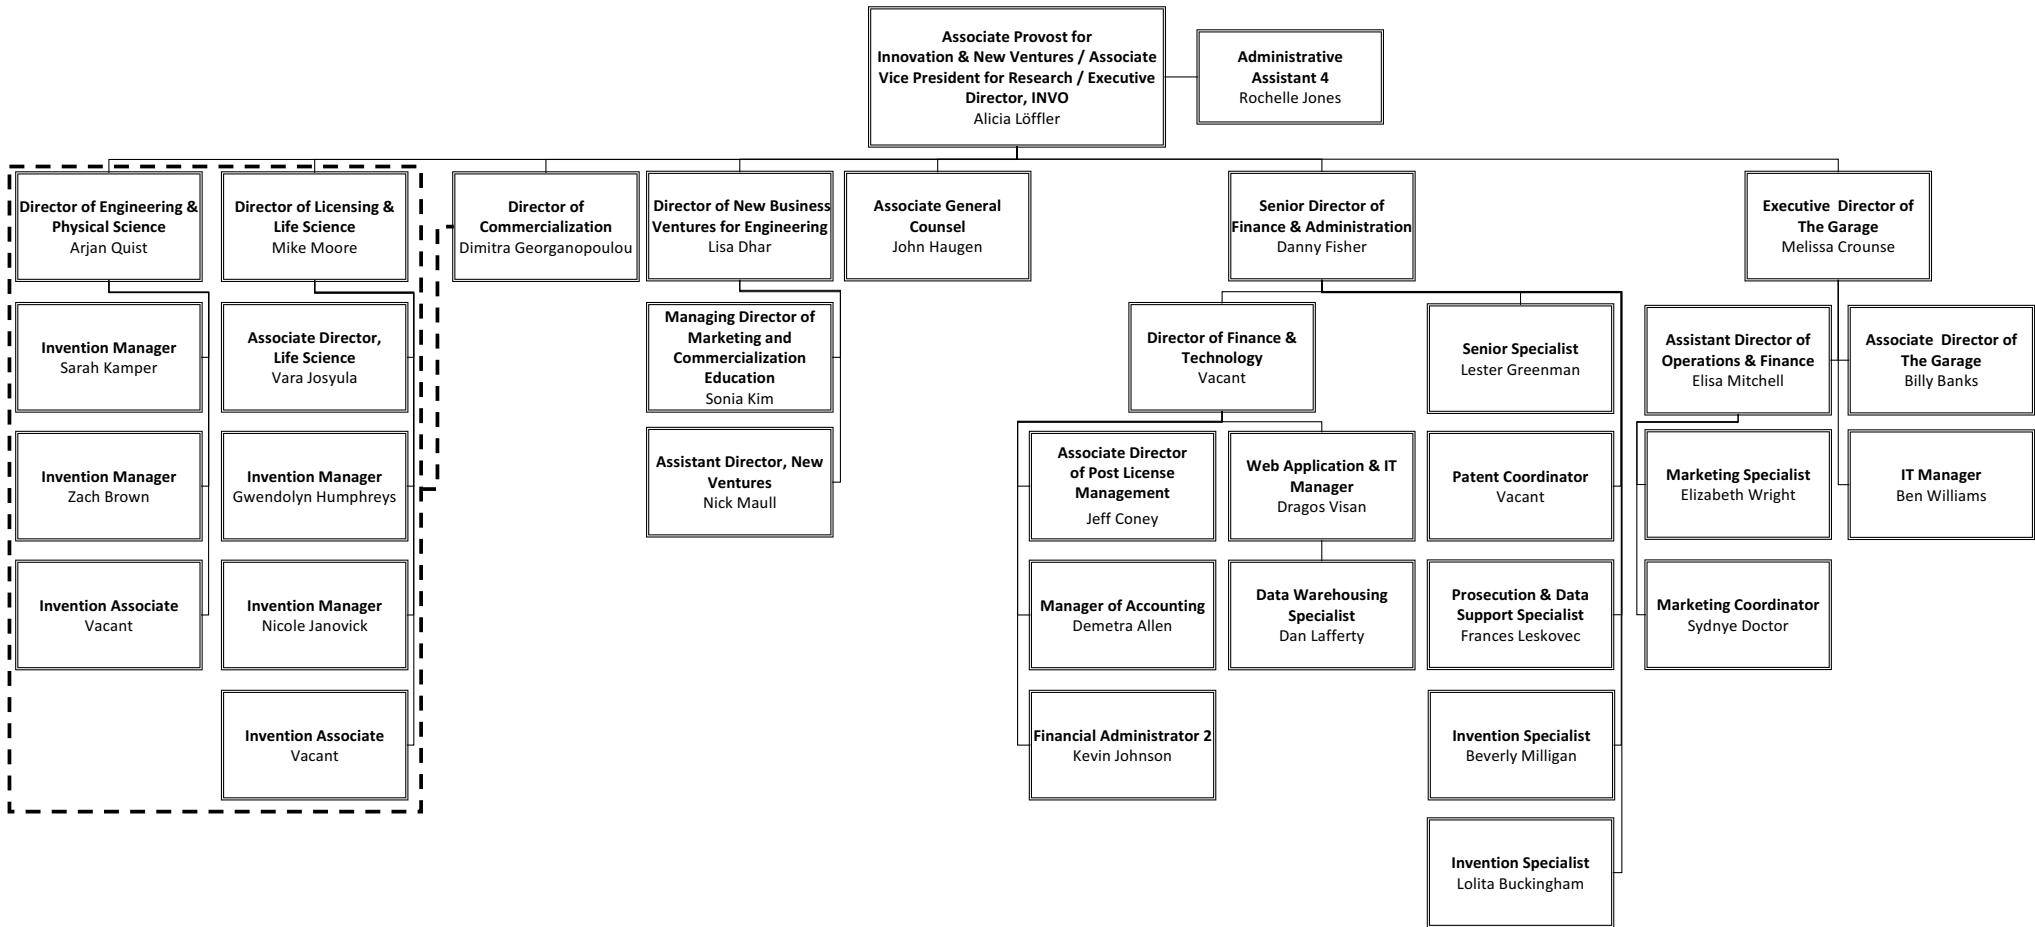 Associate Provost for
Innovation & New Ventures / Associate
Vice President for Research / Executive
Director, INVO
Alicia Löffler
Administrative
Assistant 4
Rochelle Jones
Director of Engineering &
Physical Science
Arjan Quist
Director of Licensing &
Life Science
Mike Moore
Director of
Commercialization
Dimitra Georganopoulou
Director of New Business
Ventures for Engineering
Lisa Dhar
Associate General
Counsel
John Haugen
Senior Director of
Finance & Administration
Danny Fisher
Executive Director of
The Garage
Melissa Crounse
Invention Manager
Sarah Kamper
Associate Director,
Life Science
Vara Josyula
Managing Director of
Marketing and
Commercialization
Education
Sonia Kim
Director of Finance &
Technology
Vacant
Senior Specialist
Lester Greenman
Assistant Director of
Operations & Finance
Elisa Mitchell
Associate Director of
The Garage
Billy Banks
Invention Manager
Zach Brown
Invention Manager
Gwendolyn Humphreys
Assistant Director, New
Ventures
Nick Maull
Associate Director
of Post License
Management
Jeff Coney
Web Application & IT
Manager
Dragos Visan
Patent Coordinator
Vacant
Marketing Specialist
Elizabeth Wright
IT Manager
Ben Williams
Invention Associate
Vacant
Invention Manager
Nicole Janovick
Manager of Accounting
Demetra Allen
Data Warehousing
Specialist
Dan Lafferty
Prosecution & Data
Support Specialist
Frances Leskovec
Marketing Coordinator
Sydnye Doctor
Invention Associate
Vacant
Financial Administrator 2
Kevin Johnson
Invention Specialist
Beverly Milligan
Invention Specialist
Lolita Buckingham